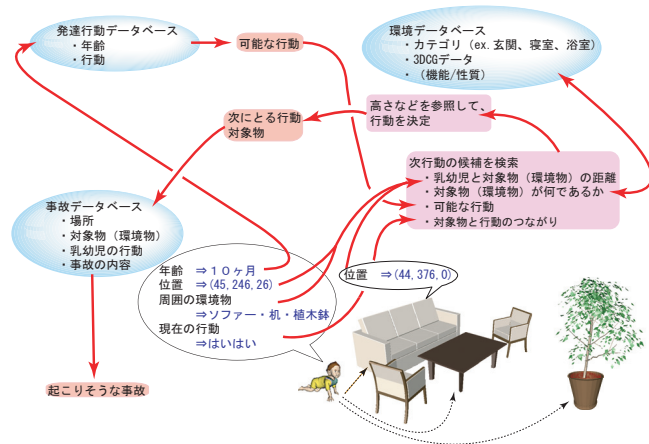 発達行動データベース
・年齢
・行動
可能な行動
環境データベース
・カテゴリ（ex.玄関、寝室、浴室）
・3DCGデータ
・（機能/性質）
高さなどを参照して、
行動を決定
次にとる行動
対象物
次行動の候補を検索
・乳幼児と対象物（環境物）の距離
・対象物（環境物）が何であるか
・可能な行動
・対象物と行動のつながり
事故データベース
・場所
・対象物（環境物）
・乳幼児の行動
・事故の内容
年齢 ⇒１０ヶ月
位置 ⇒(45,246,26)
周囲の環境物
⇒ソファー・机・植木鉢
現在の行動
⇒はいはい
位置 ⇒(44,376,0)
起こりそうな事故